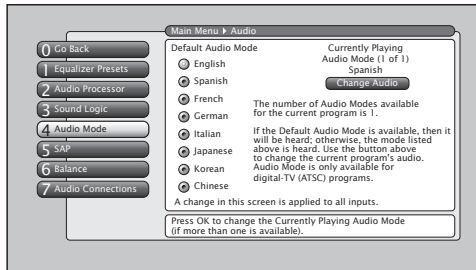 Main Menu ▸ Audio
0 Go Back
1 Equalizer Presets
2 Audio Processor
3 Sound Logic
4 Audio Mode
5 SAP
6 Balance
7 Audio Connections
Default Audio Mode
English
Spanish
French
German
Italian
Japanese
Korean
Chinese
Currently Playing
Audio Mode (1 of 1)
Spanish
Change Audio
The number of Audio Modes available
for the current program is 1.
If the Default Audio Mode is available, then it
will be heard; otherwise, the mode listed
above is heard. Use the button above
to change the current program's audio.
Audio Mode is only available for
digital-TV (ATSC) programs.
A change in this screen is applied to all inputs.
Press OK to change the Currently Playing Audio Mode
(if more than one is available).